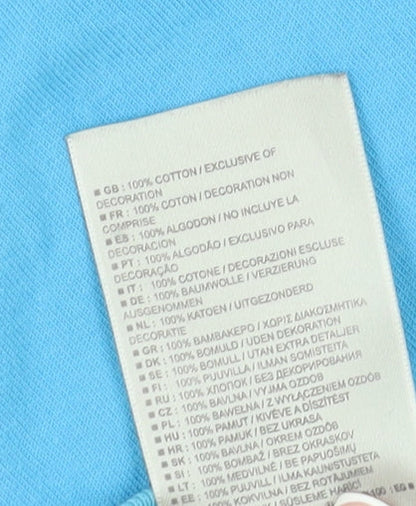 ■ GB : 100% COTTON / EXCLUSIVE OF
DECORATION
■ FR : 100% COTON / DECORATION NON
COMPRISE
■ ES : 100% ALGODON / NO INCLUYE LA
DECORACION
■ PT : 100% ALGODÃO / EXCLUSIVO PARA
DECORAÇÃO
■ IT : 100% COTONE / DECORAZIONI ESCLUSE
■ DE : 100% BAUMWOLLE / VERZIERUNG
AUSGENOMMEN
■ NL : 100% KATOEN / UITGEZONDERD
DECORATIE
■ GR : 100% ΒΑΜΒΑΚΕΡΟ / ΧΩΡΙΣ ΔΙΑΚΟΣΜΗΤΙΚΑ
■ DK : 100% BOMULD / UDEN DEKORATION
■ SE : 100% BOMULL / UTAN EXTRA DETALJER
■ FI : 100% PUUVILLA / ILMAN SOMISTEITA
■ RU : 100% ХЛОПОК / БЕЗ ДЕКОРИРОВАНИЯ
■ CZ : 100% BAVLNA / VYJMA OZDOB
■ PL : 100% BAWEŁNA / Z WYŁĄCZENIEM OZDÓB
■ HU : 100% PAMUT / KIVÉVE A DÍSZÍTÉST
■ HR : 100% PAMUK / BEZ UKRASA
■ SK : 100% BAVLNA / OKREM OZDÔB
■ SI : 100% BOMBAŽ / BREZ OKRASKOV
■ LT : 100% MEDVILNĖ / BE PAPUOŠIMŲ
■ EE : 100% PUUVILL / ILMA KAUNISTUSTETA
100% KOKVILNA / BEZ ROTĀJUMIEM
SÜSLEME HARİCİ
100